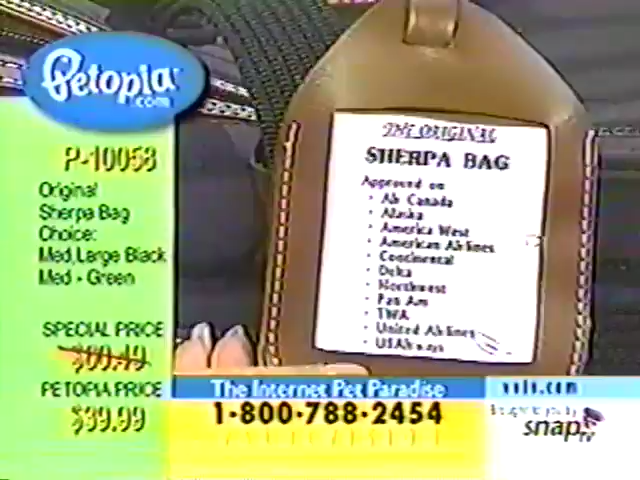 Petopia
.com
P-10058
Original
Sherpa Bag
Choice:
Med,Large Black
Med - Green
SPECIAL PRICE
PETOPIA PRICE
$39.99
THE ORIGINAL
SHERPA BAG
Approved on
• Air Canada
• Alaska
• America West
• American Airlines
• Continental
• Delta
• Northwest
• Pan Am
• TWA
• United Airlines
• USAirways
The Internet Pet Paradise
1-800-788-2454
snap
TV